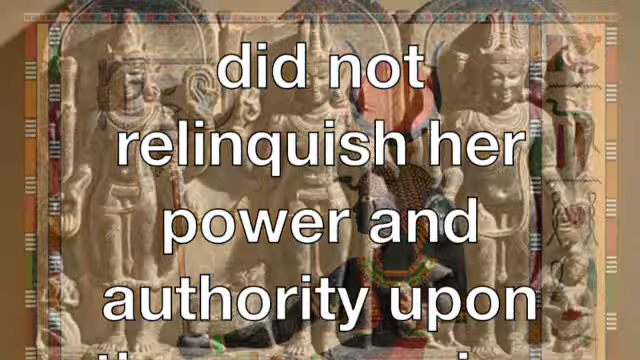 did not
relinquish her
power and
authority upon